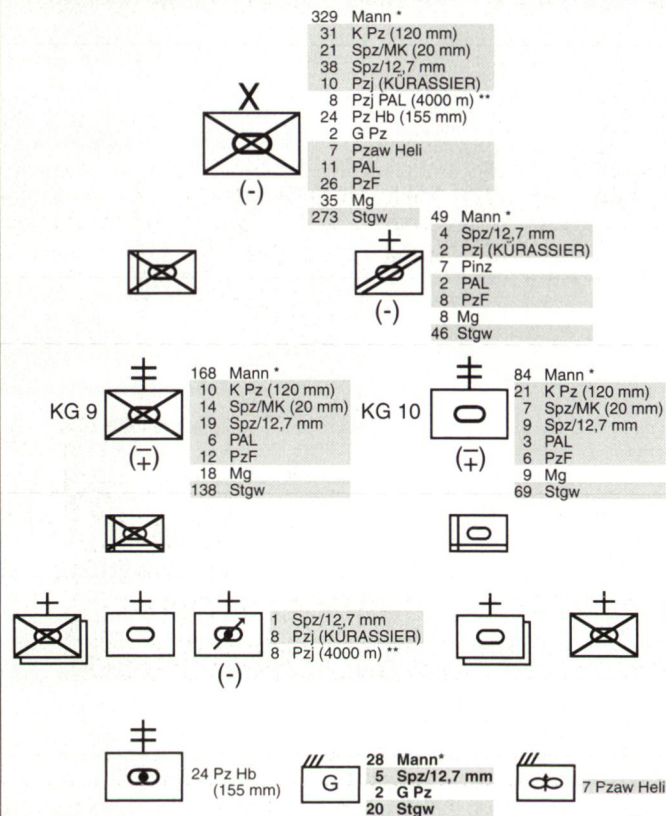 329 Mann *
31 K Pz (120 mm)
21 Spz/MK (20 mm)
38 Spz/12,7 mm
10 Pzj (KÜRASSIER)
8 Pzj PAL (4000 m) **
24 Pz Hb (155 mm)
2 G Pz
7 Pzaw Heli
11 PAL
26 PzF
35 Mg
273 Stgw
X
(-)
49 Mann *
4 Spz/12,7 mm
2 Pzj (KÜRASSIER)
7 Pinz
2 PAL
8 PzF
8 Mg
46 Stgw
(-)
KG 9
168 Mann *
10 K Pz (120 mm)
14 Spz/MK (20 mm)
19 Spz/12,7 mm
6 PAL
12 PzF
18 Mg
138 Stgw
KG 10
84 Mann *
21 K Pz (120 mm)
7 Spz/MK (20 mm)
9 Spz/12,7 mm
3 PAL
6 PzF
9 Mg
69 Stgw
1 Spz/12,7 mm
8 Pzj (KÜRASSIER)
8 Pzj (4000 m) **
(-)
24 Pz Hb
(155 mm)
G
28 Mann*
5 Spz/12,7 mm
2 G Pz
20 Stgw
7 Pzaw Heli